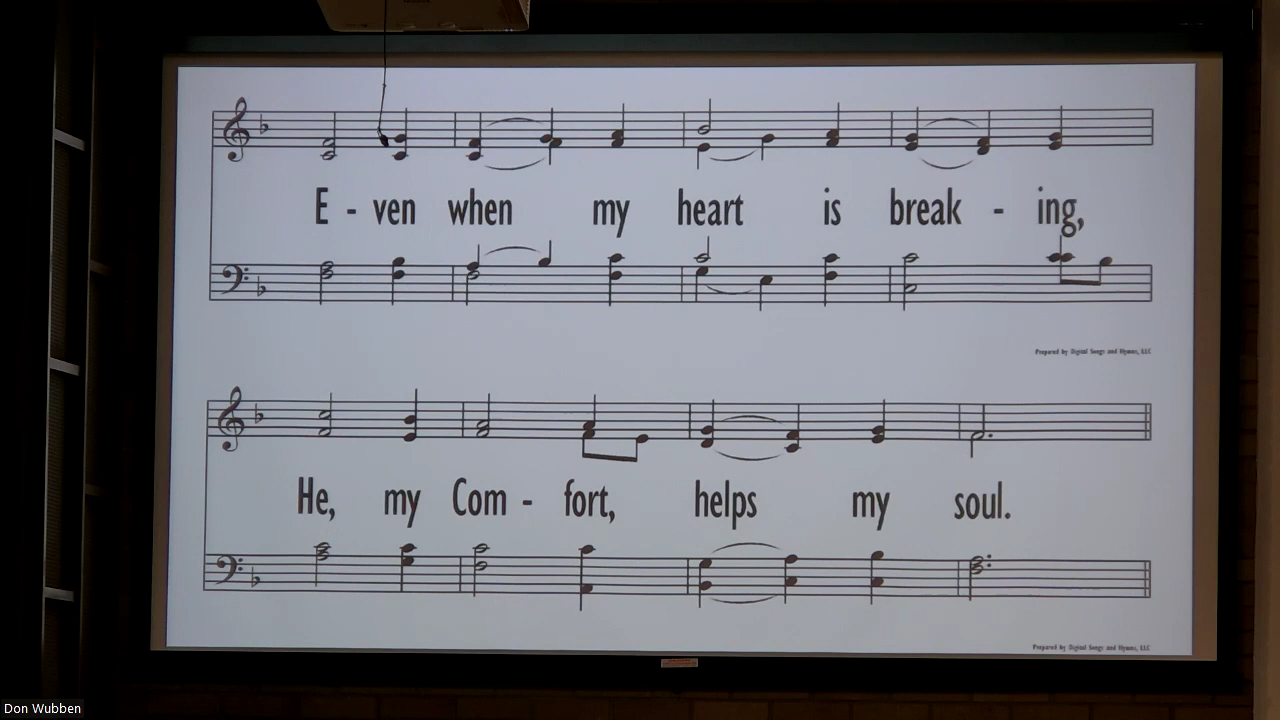 E - ven when my heart is break - ing,
Prepared by Digital Songs and Hymns, LLC
He, my Com - fort, helps my soul.
Prepared by Digital Songs and Hymns, LLC
Don Wubben